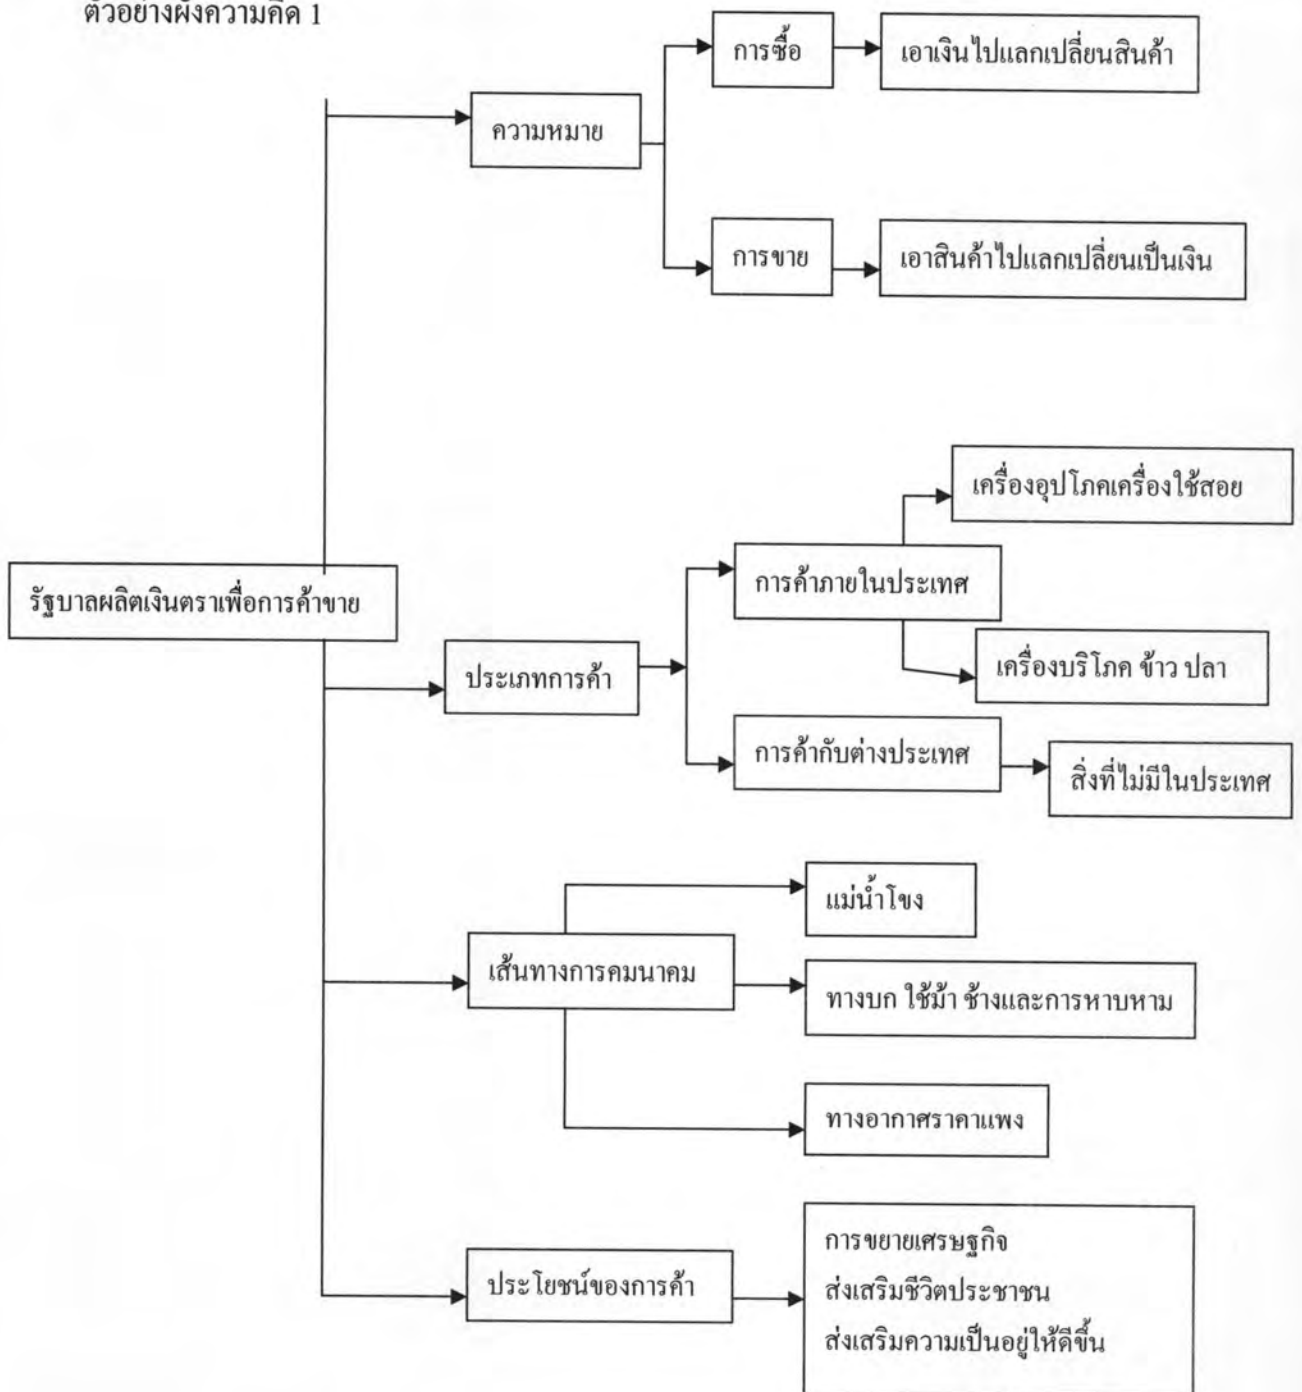 ตัวอย่างผังความคิด 1
การซื้อ
เอาเงินไปแลกเปลี่ยนสินค้า
ความหมาย
การขาย
เอาสินค้าไปแลกเปลี่ยนเป็นเงิน
เครื่องอุปโภคเครื่องใช้สอย
การค้าภายในประเทศ
รัฐบาลผลิตเงินตราเพื่อการค้าขาย
ประเภทการค้า
เครื่องบริโภค ข้าว ปลา
การค้ากับต่างประเทศ
สิ่งที่ไม่มีในประเทศ
แม่น้ำโขง
เส้นทางการคมนาคม
ทางบก ใช้ม้า ช้างและการหาบหาม
ทางอากาศราคาแพง
ประโยชน์ของการค้า
การขยายเศรษฐกิจ
ส่งเสริมชีวิตประชาชน
ส่งเสริมความเป็นอยู่ให้ดีขึ้น